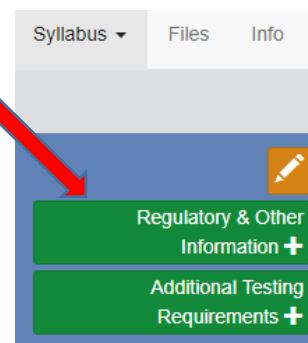 Syllabus Files Info
Regulatory & Other
Information
Additional Testing
Requirements